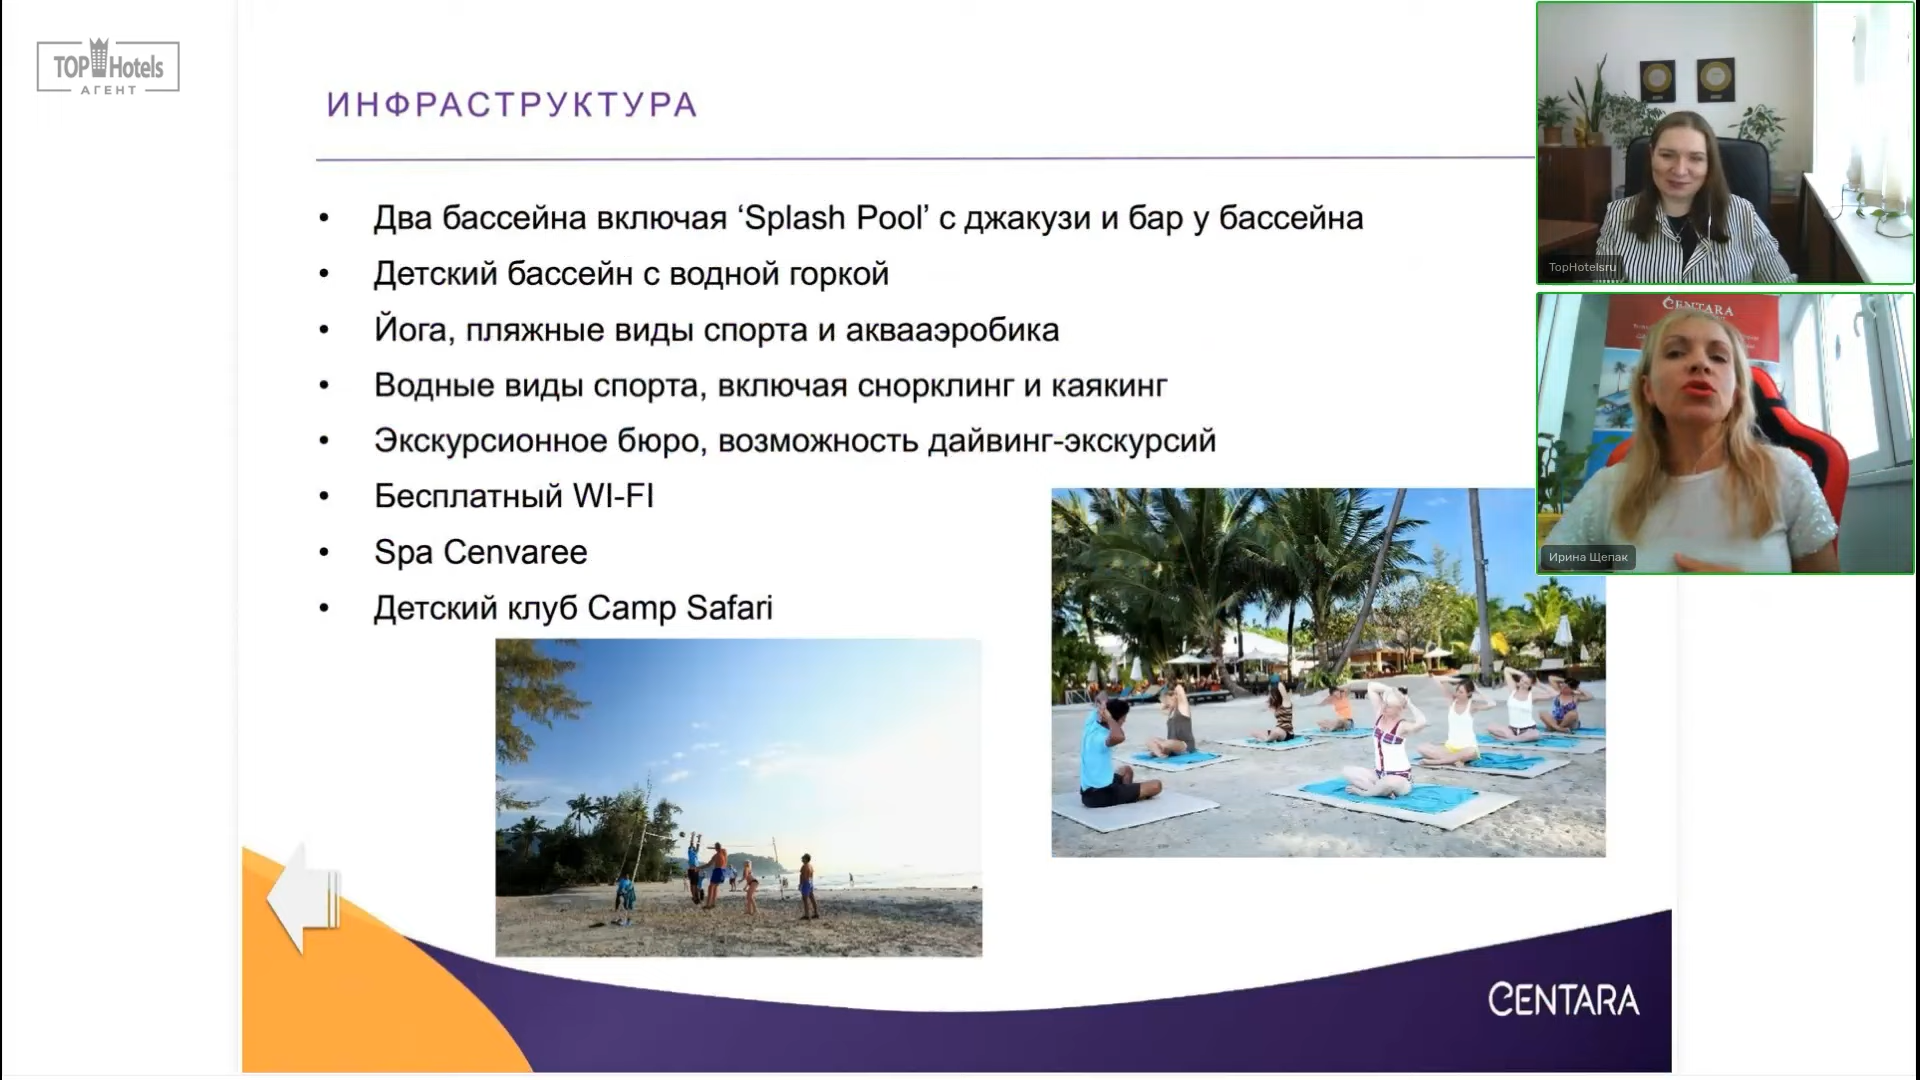 TOP Hotels
АГЕНТ
ИНФРАСТРУКТУРА
• Два бассейна включая ‘Splash Pool’ с джакузи и бар у бассейна
• Детский бассейн с водной горкой
• Йога, пляжные виды спорта и аквааэробика
• Водные виды спорта, включая снорклинг и каякинг
• Экскурсионное бюро, возможность дайвинг-экскурсий
• Бесплатный WI-FI
• Spa Cenvaree
• Детский клуб Camp Safari
TopHotelsru
CENTARA
Ирина Щепак
CENTARA